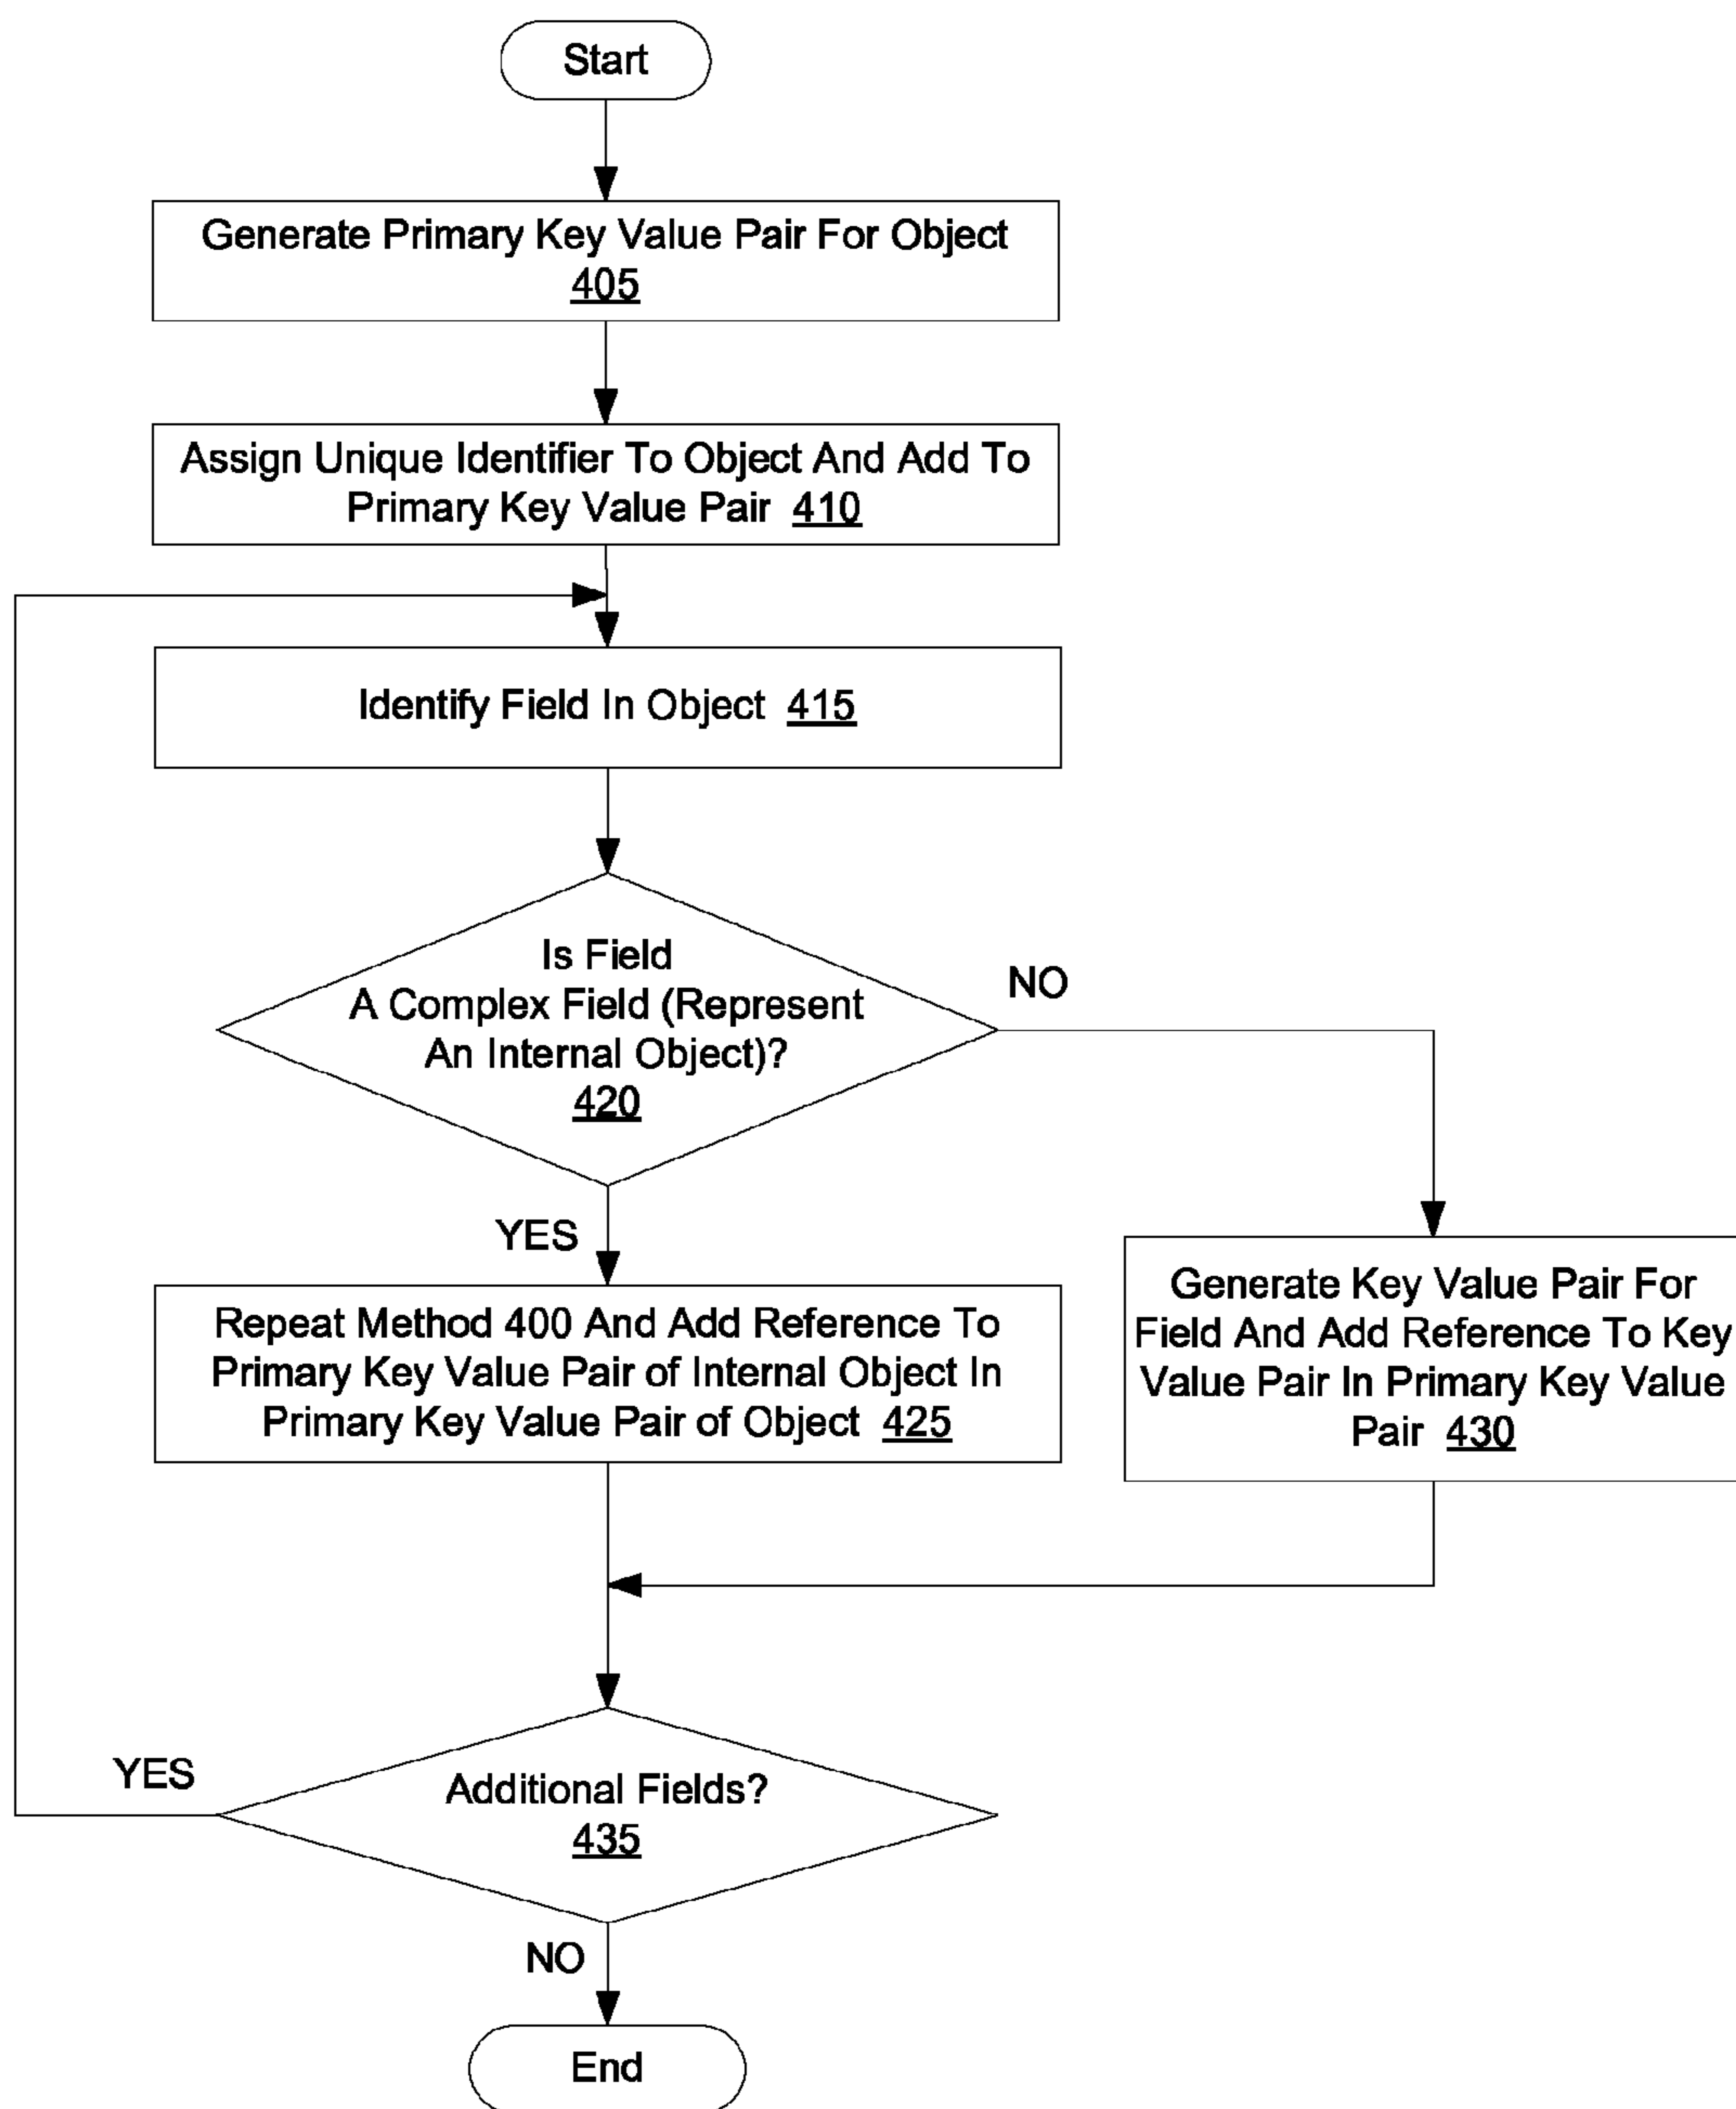 Start
Generate Primary Key Value Pair For Object
405
Assign Unique Identifier To Object And Add To
Primary Key Value Pair 410
Identify Field In Object 415
Is Field
A Complex Field (Represent
An Internal Object)?
420
NO
YES
Repeat Method 400 And Add Reference To
Primary Key Value Pair of Internal Object In
Primary Key Value Pair of Object 425
Generate Key Value Pair For
Field And Add Reference To Key
Value Pair In Primary Key Value
Pair 430
YES
Additional Fields?
435
NO
End